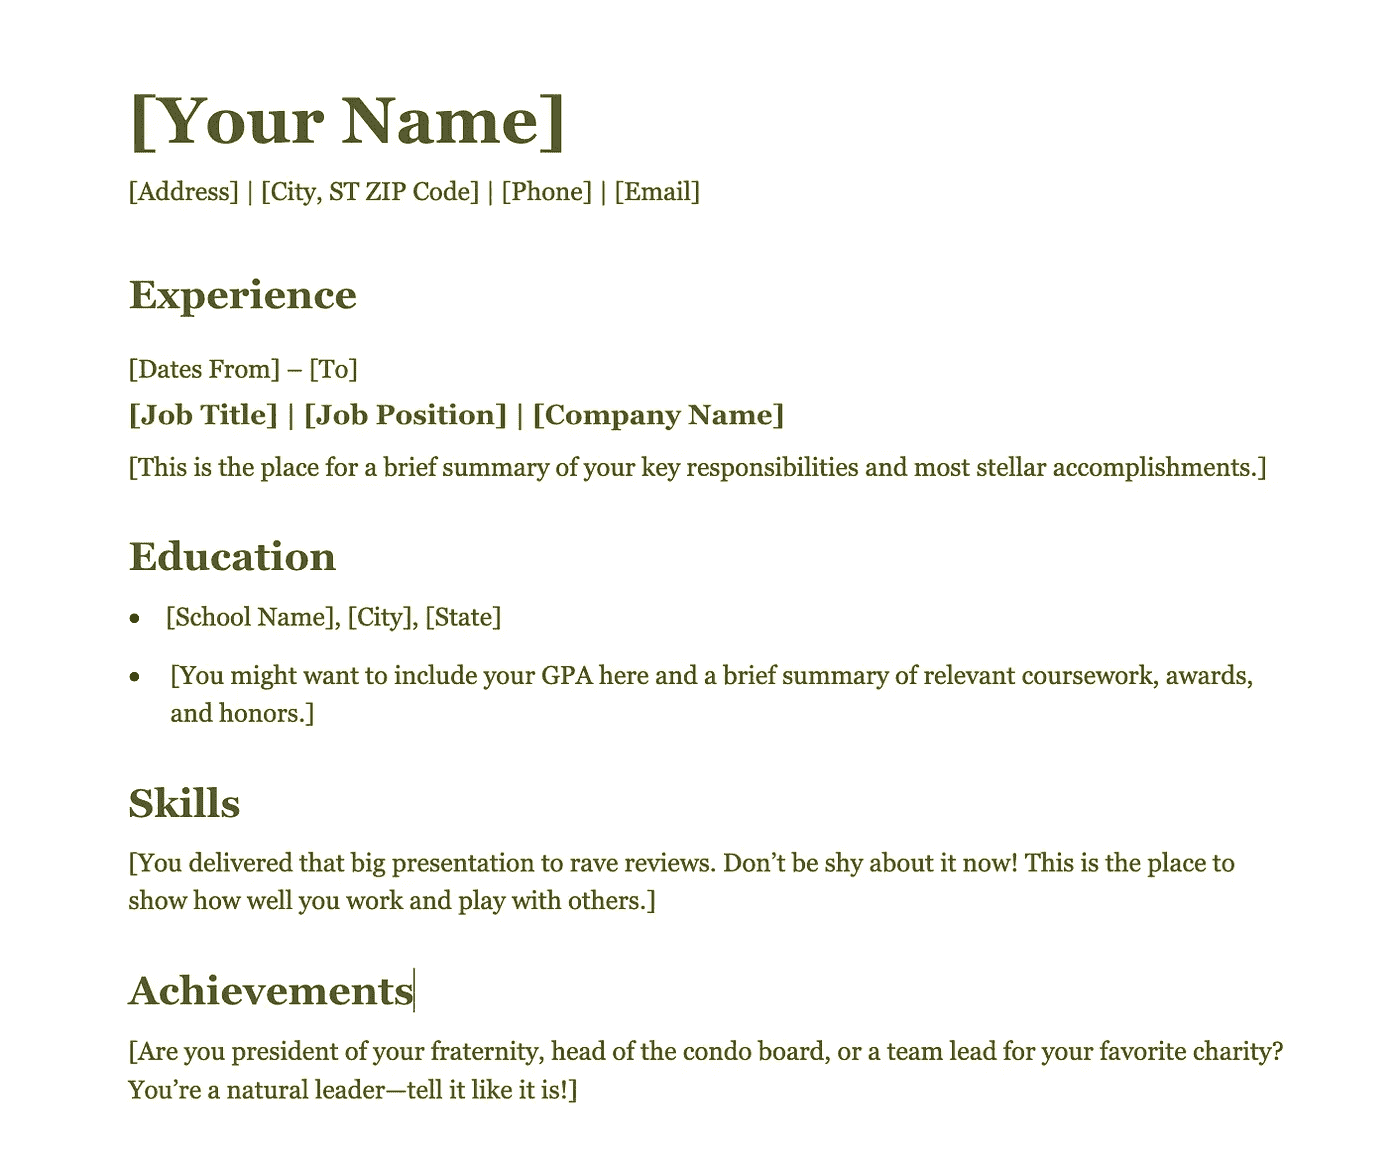 [Your Name]
[Address] | [City, ST ZIP Code] | [Phone] | [Email]
Experience
[Dates From] – [To]
[Job Title] | [Job Position] | [Company Name]
[This is the place for a brief summary of your key responsibilities and most stellar accomplishments.]
Education
• [School Name], [City], [State]
• [You might want to include your GPA here and a brief summary of relevant coursework, awards,
and honors.]
Skills
[You delivered that big presentation to rave reviews. Don’t be shy about it now! This is the place to
show how well you work and play with others.]
Achievements
[Are you president of your fraternity, head of the condo board, or a team lead for your favorite charity?
You’re a natural leader—tell it like it is!]